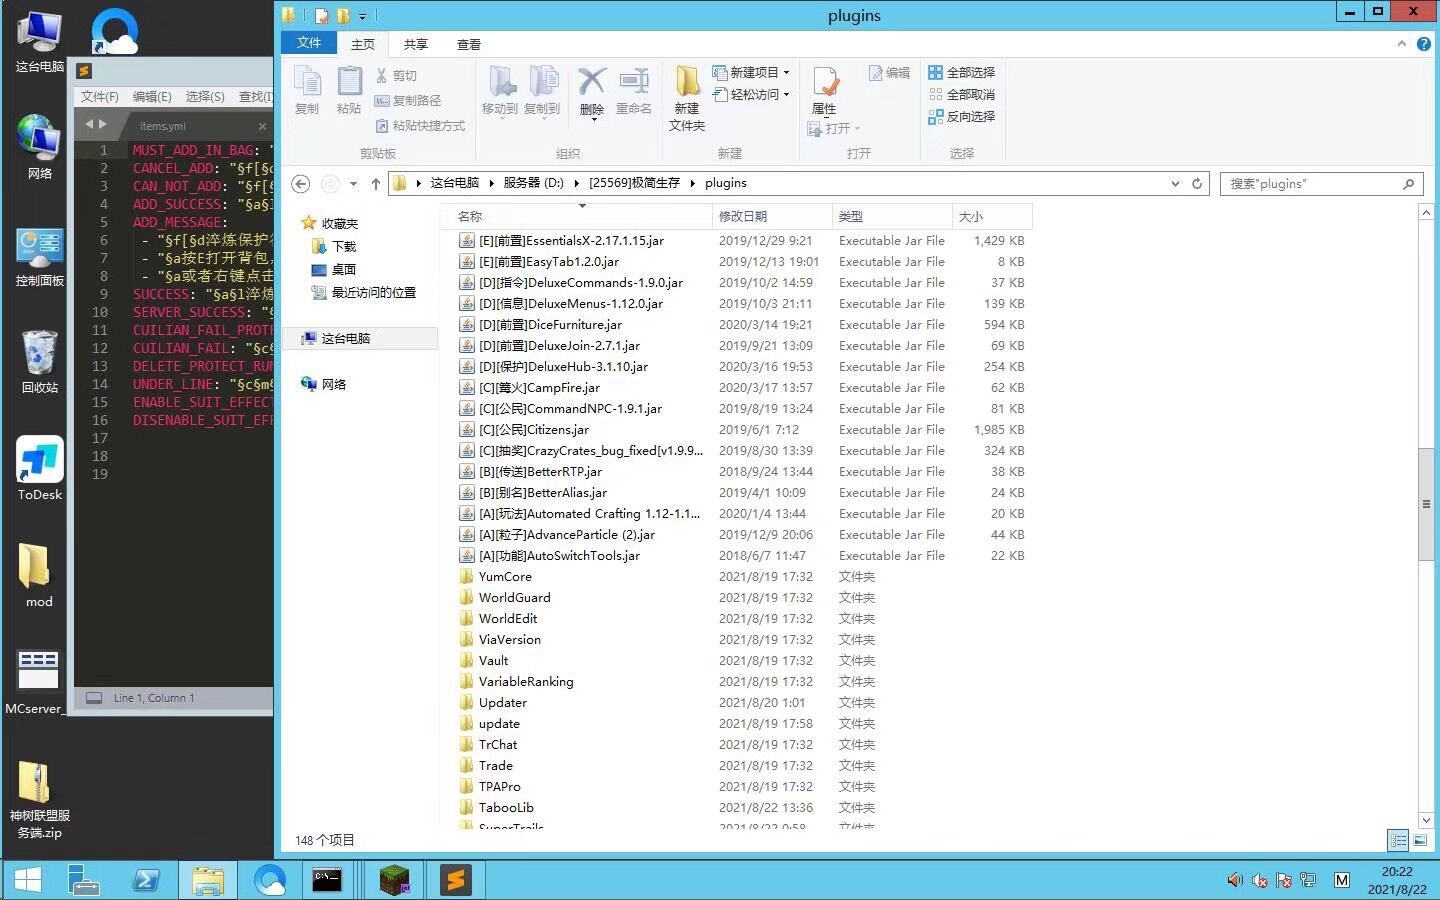 plugins
文件
主页
共享
查看
复制
粘贴
剪切
复制路径
粘贴快捷方式
剪贴板
移动到
复制到
删除
重命名
组织
新建
文件夹
新建项目
轻松访问
新建
属性
打开
编辑
打开
全部选择
全部取消
反向选择
选择
这台电脑
服务器 (D:)
[25569]极简生存
plugins
搜索"plugins"
收藏夹
下载
桌面
最近访问的位置
这台电脑
网络
名称 修改日期 类型 大小
[E][前置]EssentialsX-2.17.1.15.jar 2019/12/29 9:21 Executable Jar File 1,429 KB
[E][前置]EasyTab1.2.0.jar 2019/12/13 19:01 Executable Jar File 8 KB
[D][指令]DeluxeCommands-1.9.0.jar 2019/10/2 14:59 Executable Jar File 37 KB
[D][信息]DeluxeMenus-1.12.0.jar 2019/10/3 21:11 Executable Jar File 139 KB
[D][前置]DiceFurniture.jar 2020/3/14 19:21 Executable Jar File 594 KB
[D][前置]DeluxeJoin-2.7.1.jar 2019/9/21 13:09 Executable Jar File 69 KB
[D][保护]DeluxeHub-3.1.10.jar 2020/3/16 19:53 Executable Jar File 254 KB
[C][篝火]CampFire.jar 2020/3/17 13:57 Executable Jar File 62 KB
[C][公民]CommandNPC-1.9.1.jar 2019/8/19 13:24 Executable Jar File 81 KB
[C][公民]Citizens.jar 2019/6/1 7:12 Executable Jar File 1,985 KB
[C][抽奖]CrazyCrates_bug_fixed[v1.9.9... 2019/8/30 13:39 Executable Jar File 324 KB
[B][传送]BetterRTP.jar 2018/9/24 13:44 Executable Jar File 38 KB
[B][别名]BetterAlias.jar 2019/4/1 10:09 Executable Jar File 24 KB
[A][玩法]Automated Crafting 1.12-1.1... 2020/1/4 13:44 Executable Jar File 20 KB
[A][粒子]AdvanceParticle (2).jar 2019/12/9 20:06 Executable Jar File 44 KB
[A][功能]AutoSwitchTools.jar 2018/6/7 11:47 Executable Jar File 22 KB
YumCore 2021/8/19 17:32 文件夹
WorldGuard 2021/8/19 17:32 文件夹
WorldEdit 2021/8/19 17:32 文件夹
ViaVersion 2021/8/19 17:32 文件夹
Vault 2021/8/19 17:32 文件夹
VariableRanking 2021/8/19 17:32 文件夹
Updater 2021/8/20 1:01 文件夹
update 2021/8/19 17:58 文件夹
TrChat 2021/8/19 17:32 文件夹
Trade 2021/8/19 17:32 文件夹
TPAPro 2021/8/19 17:32 文件夹
TabooLib 2021/8/22 13:36 文件夹
SuperTrails 2021/8/22 0:58 文件夹
148 个项目
这台电脑
网络
控制面板
回收站
ToDesk
mod
MCserver_
神树联盟服
务端.zip
文件(F) 编辑(E) 选择(S) 查找(I)
items.yml
1 MUST_ADD_IN_BAG: "
2 CANCEL_ADD: "§f[§c
3 CAN_NOT_ADD: "§f[§
4 ADD_SUCCESS: "§a§l
5 ADD_MESSAGE:
6 - "§f[§d淬炼保护
7 - "§a按E打开背包,
8 - "§a或者右键点击
9 SUCCESS: "§a§l淬炼
10 SERVER_SUCCESS: "§
11 CUILIAN_FAIL_PROTE
12 CUILIAN_FAIL: "§c§
13 DELETE_PROTECT_RUN
14 UNDER_LINE: "§c§m§
15 ENABLE_SUIT_EFFECT
16 DISENABLE_SUIT_EFF
17
18
19
Line 1, Column 1
M
20:22
2021/8/22